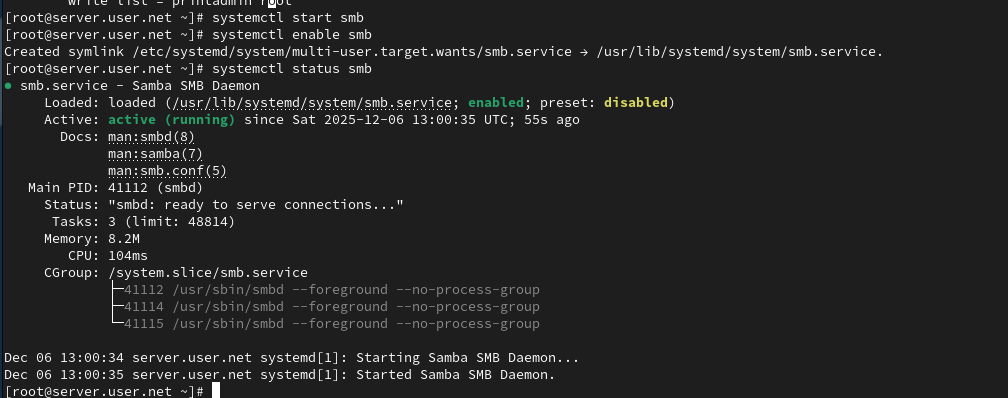 write list = printadmin root
[root@server.user.net ~]# systemctl start smb
[root@server.user.net ~]# systemctl enable smb
Created symlink /etc/systemd/system/multi-user.target.wants/smb.service → /usr/lib/systemd/system/smb.service.
[root@server.user.net ~]# systemctl status smb
● smb.service - Samba SMB Daemon
     Loaded: loaded (/usr/lib/systemd/system/smb.service; enabled; preset: disabled)
     Active: active (running) since Sat 2025-12-06 13:00:35 UTC; 55s ago
       Docs: man:smbd(8)
             man:samba(7)
             man:smb.conf(5)
   Main PID: 41112 (smbd)
     Status: "smbd: ready to serve connections..."
      Tasks: 3 (limit: 48814)
     Memory: 8.2M
        CPU: 104ms
     CGroup: /system.slice/smb.service
             ├─41112 /usr/sbin/smbd --foreground --no-process-group
             ├─41114 /usr/sbin/smbd --foreground --no-process-group
             └─41115 /usr/sbin/smbd --foreground --no-process-group
Dec 06 13:00:34 server.user.net systemd[1]: Starting Samba SMB Daemon...
Dec 06 13:00:35 server.user.net systemd[1]: Started Samba SMB Daemon.
[root@server.user.net ~]#